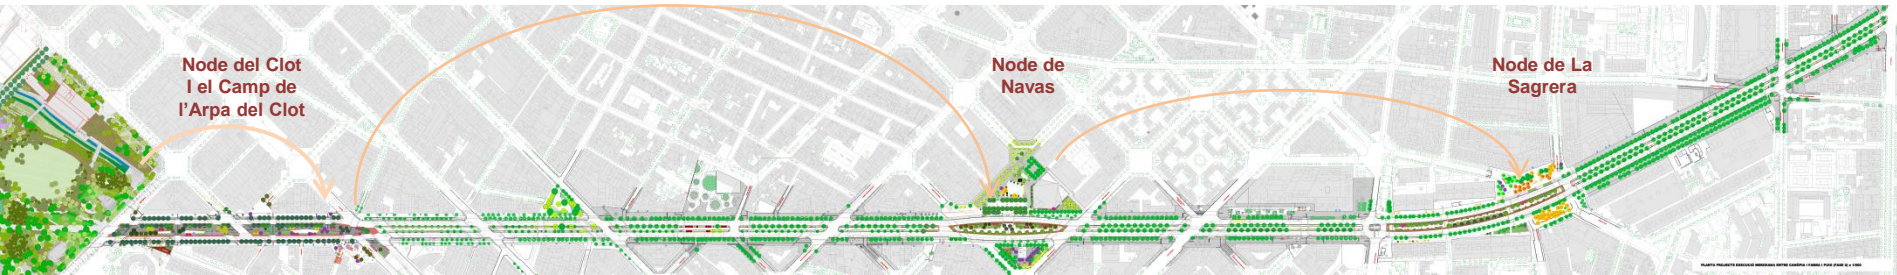 Node del Clot
I el Camp de
l'Arpa del Clot
Node de
Navas
Node de La
Sagrera